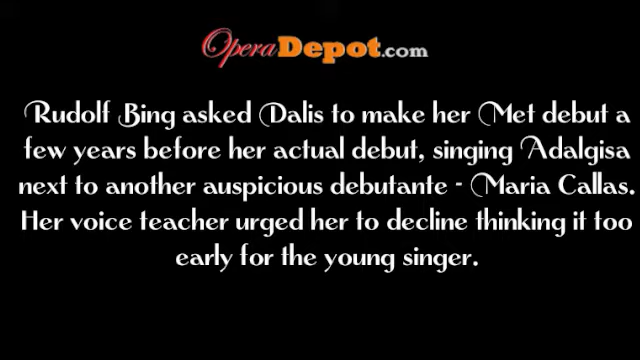 OperaDepot.com
Rudolf Bing asked Dalis to make her Met debut a
few years before her actual debut, singing Adalgisa
next to another auspicious debutante - Maria Callas.
Her voice teacher urged her to decline thinking it too
early for the young singer.